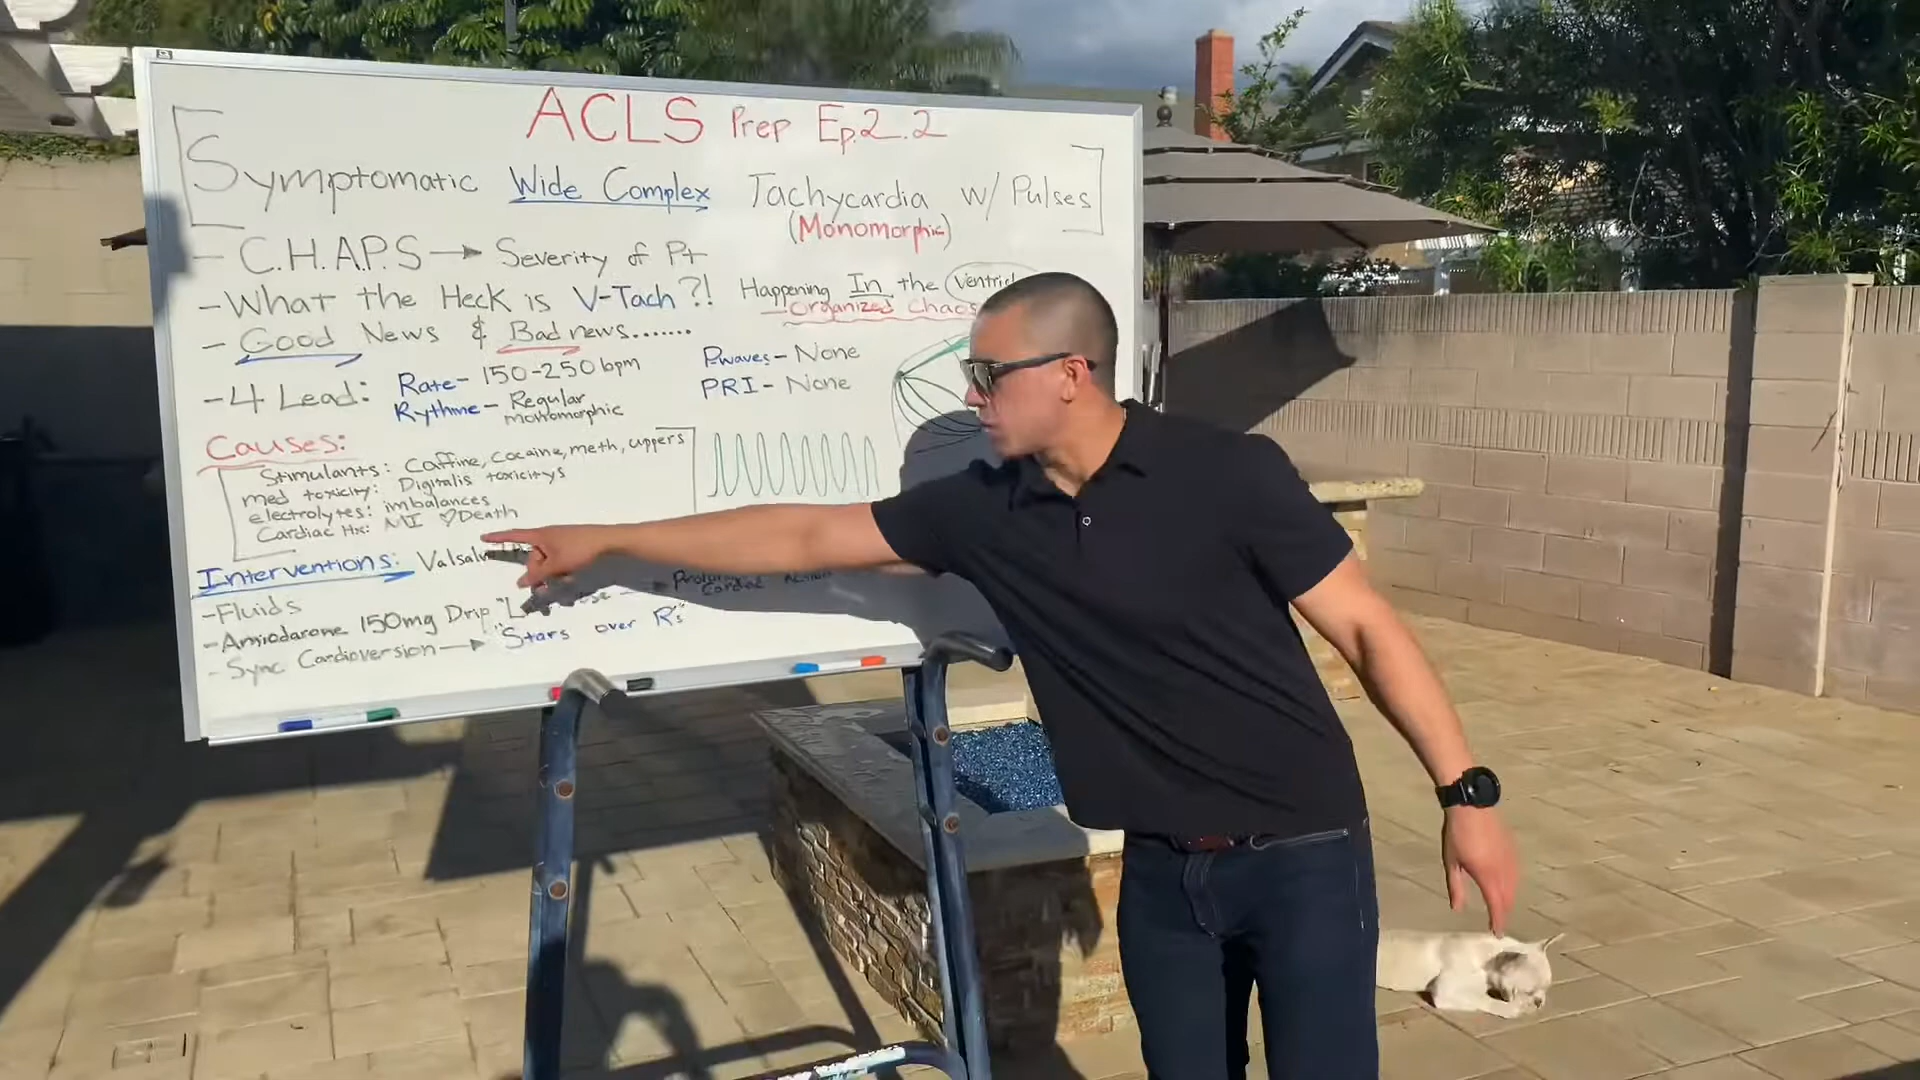 ACLS Prep Ep.2.2
Symptomatic Wide Complex Tachycardia w/ Pulses
(Monomorphic)
- C.H.A.P.S → Severity of Pt
- What the Heck is V-Tach?! Happening In the
Organized Chaos
- Good News & Bad news.......
- 4 Lead: Rate- 150-250 bpm
Rythme- Regular
monomorphic
Pwaves- None
PRI- None
Causes:
Stimulants: Caffine, cocaine, meth, uppers
med toxicity: Digitalis toxicitys
electrolytes: imbalances
Cardiac Hx: MI ♡Death
Interventions:
- Fluids
- Amiodarone 150mg Drip
Cardiac
- Sync Cardioversion → "Stars over R's"